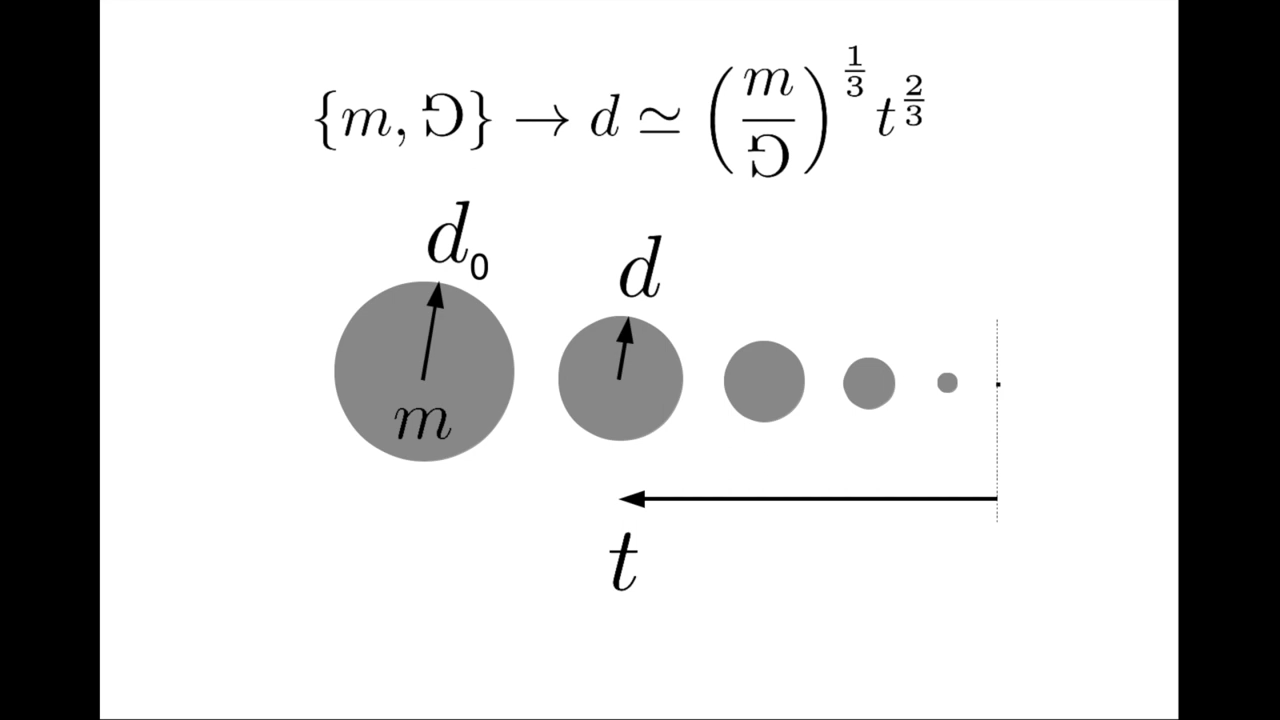 {m, ⅁} → d ≃ (m/⅁)^{1/3} t^{2/3}
d₀
d
m
t